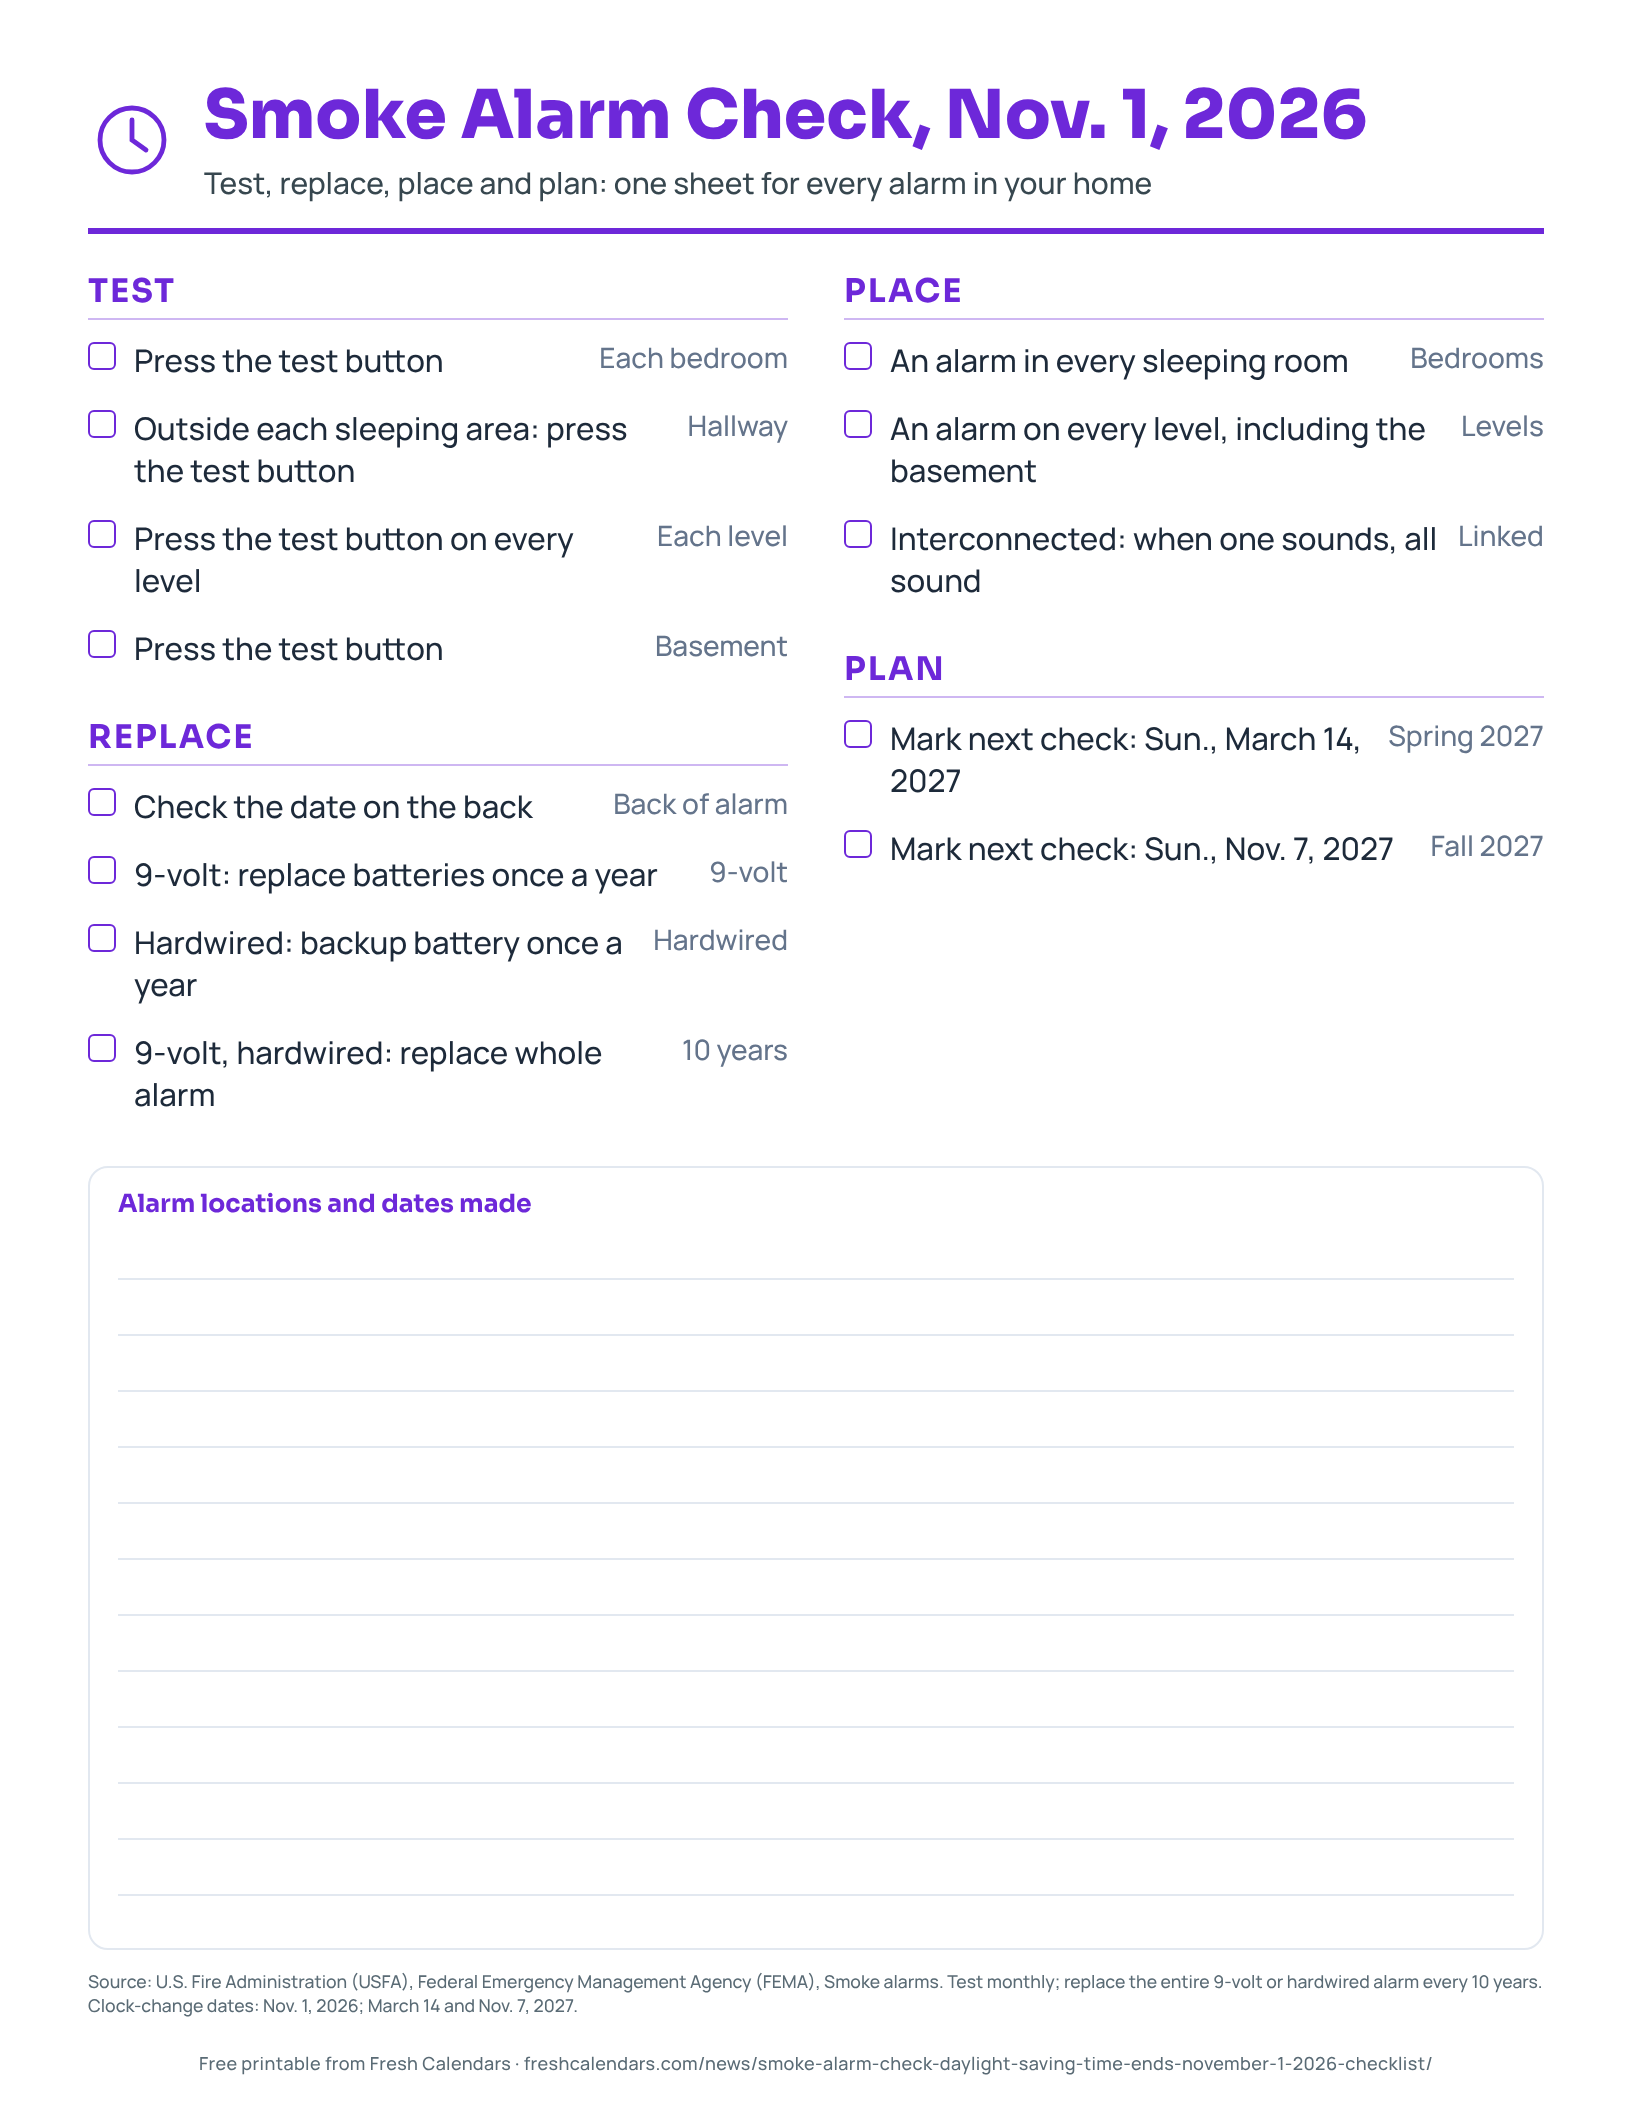 Smoke Alarm Check, Nov. 1, 2026
Test, replace, place and plan: one sheet for every alarm in your home
TEST
Press the test button Each bedroom
Outside each sleeping area: press Hallway
the test button
Press the test button on every Each level
level
Press the test button Basement
REPLACE
Check the date on the back Back of alarm
9-volt: replace batteries once a year 9-volt
Hardwired: backup battery once a Hardwired
year
9-volt, hardwired: replace whole 10 years
alarm
PLACE
An alarm in every sleeping room Bedrooms
An alarm on every level, including the Levels
basement
Interconnected: when one sounds, all Linked
sound
PLAN
Mark next check: Sun., March 14, Spring 2027
2027
Mark next check: Sun., Nov. 7, 2027 Fall 2027
Alarm locations and dates made
Source: U.S. Fire Administration (USFA), Federal Emergency Management Agency (FEMA), Smoke alarms. Test monthly; replace the entire 9-volt or hardwired alarm every 10 years.
Clock-change dates: Nov. 1, 2026; March 14 and Nov. 7, 2027.
Free printable from Fresh Calendars · freshcalendars.com/news/smoke-alarm-check-daylight-saving-time-ends-november-1-2026-checklist/